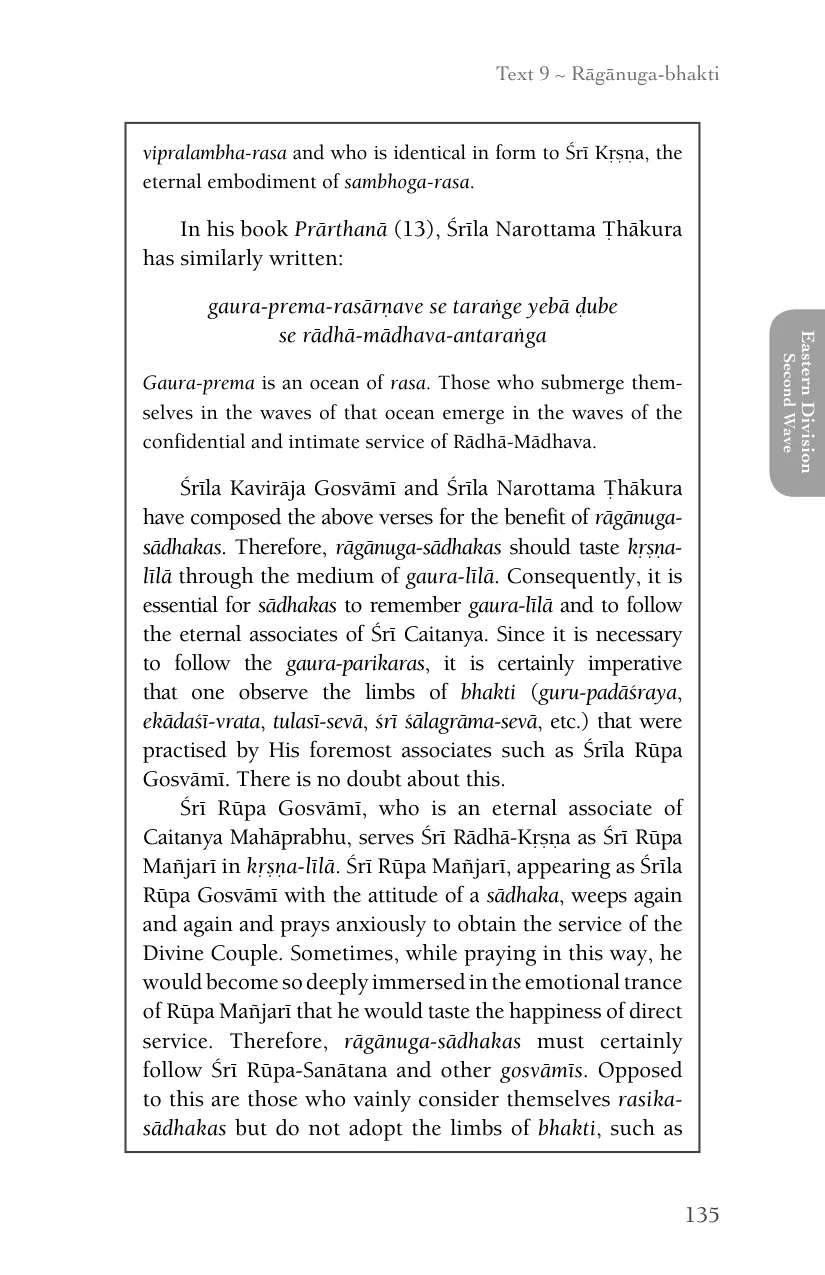 Text 9 ~ Rāgānuga-bhakti
vipralambha-rasa and who is identical in form to Śrī Kṛṣṇa, the
eternal embodiment of sambhoga-rasa.
In his book Prārthanā (13), Śrīla Narottama Ṭhākura
has similarly written:
gaura-prema-rasārṇave se taraṅge yebā ḍube
se rādhā-mādhava-antaraṅga
Gaura-prema is an ocean of rasa. Those who submerge them-
selves in the waves of that ocean emerge in the waves of the
confidential and intimate service of Rādhā-Mādhava.
Śrīla Kavirāja Gosvāmī and Śrīla Narottama Ṭhākura
have composed the above verses for the benefit of rāgānuga-
sādhakas. Therefore, rāgānuga-sādhakas should taste kṛṣṇa-
līlā through the medium of gaura-līlā. Consequently, it is
essential for sādhakas to remember gaura-līlā and to follow
the eternal associates of Śrī Caitanya. Since it is necessary
to follow the gaura-parikaras, it is certainly imperative
that one observe the limbs of bhakti (guru-padāśraya,
ekādaśī-vrata, tulasī-sevā, śrī śālagrāma-sevā, etc.) that were
practised by His foremost associates such as Śrīla Rūpa
Gosvāmī. There is no doubt about this.
Śrī Rūpa Gosvāmī, who is an eternal associate of
Caitanya Mahāprabhu, serves Śrī Rādhā-Kṛṣṇa as Śrī Rūpa
Mañjarī in kṛṣṇa-līlā. Śrī Rūpa Mañjarī, appearing as Śrīla
Rūpa Gosvāmī with the attitude of a sādhaka, weeps again
and again and prays anxiously to obtain the service of the
Divine Couple. Sometimes, while praying in this way, he
would become so deeply immersed in the emotional trance
of Rūpa Mañjarī that he would taste the happiness of direct
service. Therefore, rāgānuga-sādhakas must certainly
follow Śrī Rūpa-Sanātana and other gosvāmīs. Opposed
to this are those who vainly consider themselves rasika-
sādhakas but do not adopt the limbs of bhakti, such as
Eastern Division
Second Wave
135